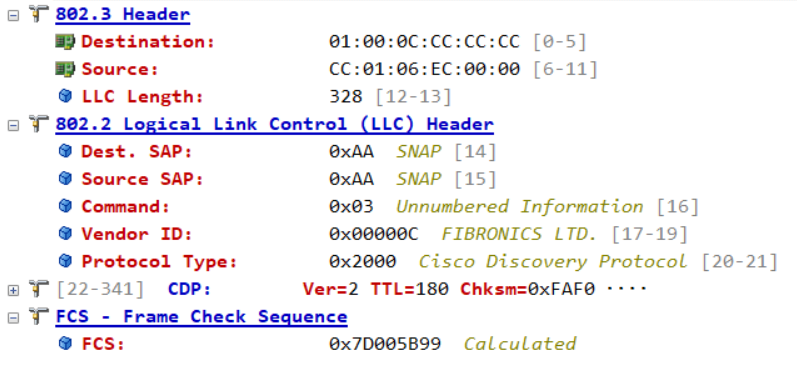 802.3 Header
Destination: 01:00:0C:CC:CC:CC [0-5]
Source: CC:01:06:EC:00:00 [6-11]
LLC Length: 328 [12-13]
802.2 Logical Link Control (LLC) Header
Dest. SAP: 0xAA SNAP [14]
Source SAP: 0xAA SNAP [15]
Command: 0x03 Unnumbered Information [16]
Vendor ID: 0x00000C FIBRONICS LTD. [17-19]
Protocol Type: 0x2000 Cisco Discovery Protocol [20-21]
[22-341] CDP: Ver=2 TTL=180 Chksm=0xFAF0 ····
FCS - Frame Check Sequence
FCS: 0x7D005B99 Calculated